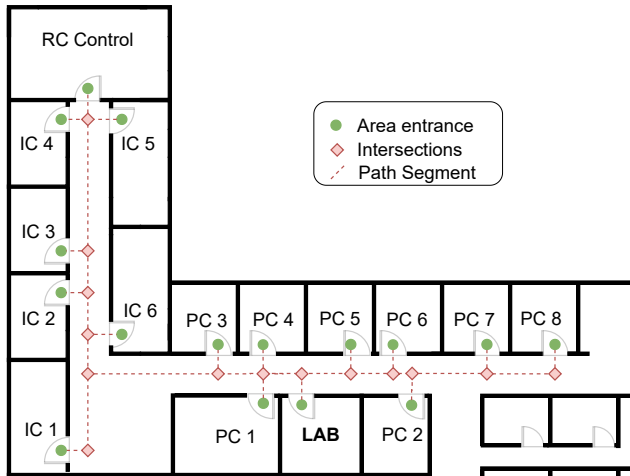 RC Control
IC 4
IC 5
Area entrance
Intersections
Path Segment
IC 3
IC 2
IC 6
PC 3
PC 4
PC 5
PC 6
PC 7
PC 8
IC 1
PC 1
LAB
PC 2